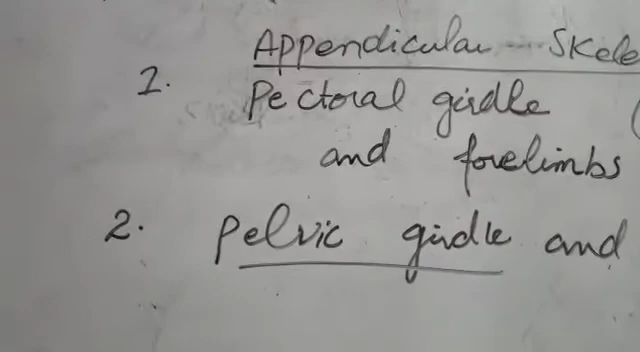 Appendicular Skele
1. Pectoral girdle (
and forelimbs
2. pelvic girdle and